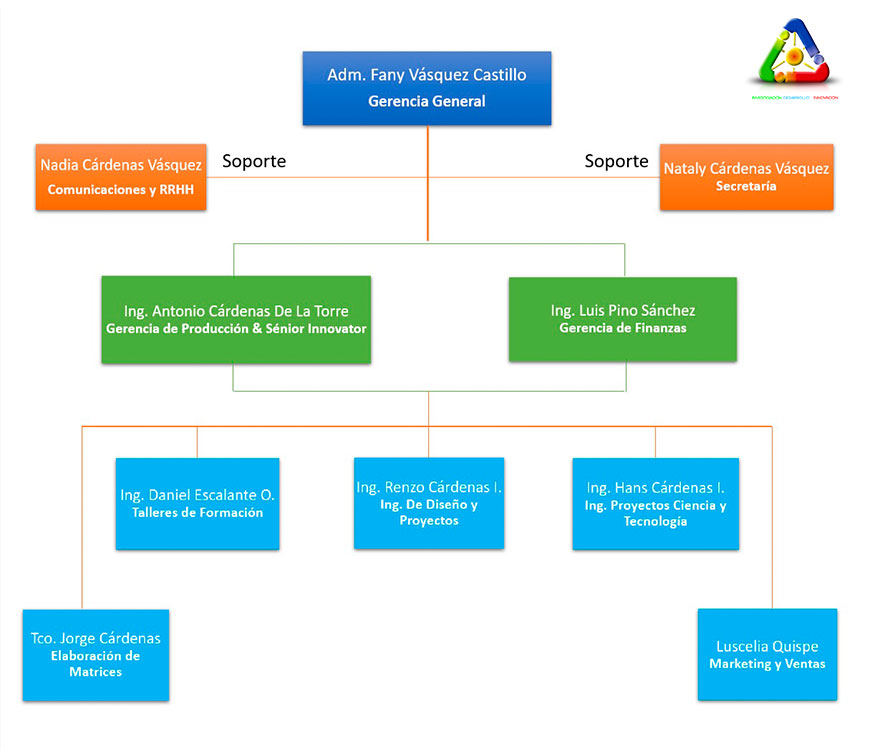 Adm. Fany Vásquez Castillo
Gerencia General
INVESTIGACION DESARROLLO INNOVACION
Nadia Cárdenas Vásquez
Comunicaciones y RRHH
Soporte
Soporte
Nataly Cárdenas Vásquez
Secretaría
Ing. Antonio Cárdenas De La Torre
Gerencia de Producción & Sénior Innovator
Ing. Luis Pino Sánchez
Gerencia de Finanzas
Ing. Daniel Escalante O.
Talleres de Formación
Ing. Renzo Cárdenas I.
Ing. De Diseño y
Proyectos
Ing. Hans Cárdenas I.
Ing. Proyectos Ciencia y
Tecnología
Tco. Jorge Cárdenas
Elaboración de
Matrices
Luscelia Quispe
Marketing y Ventas